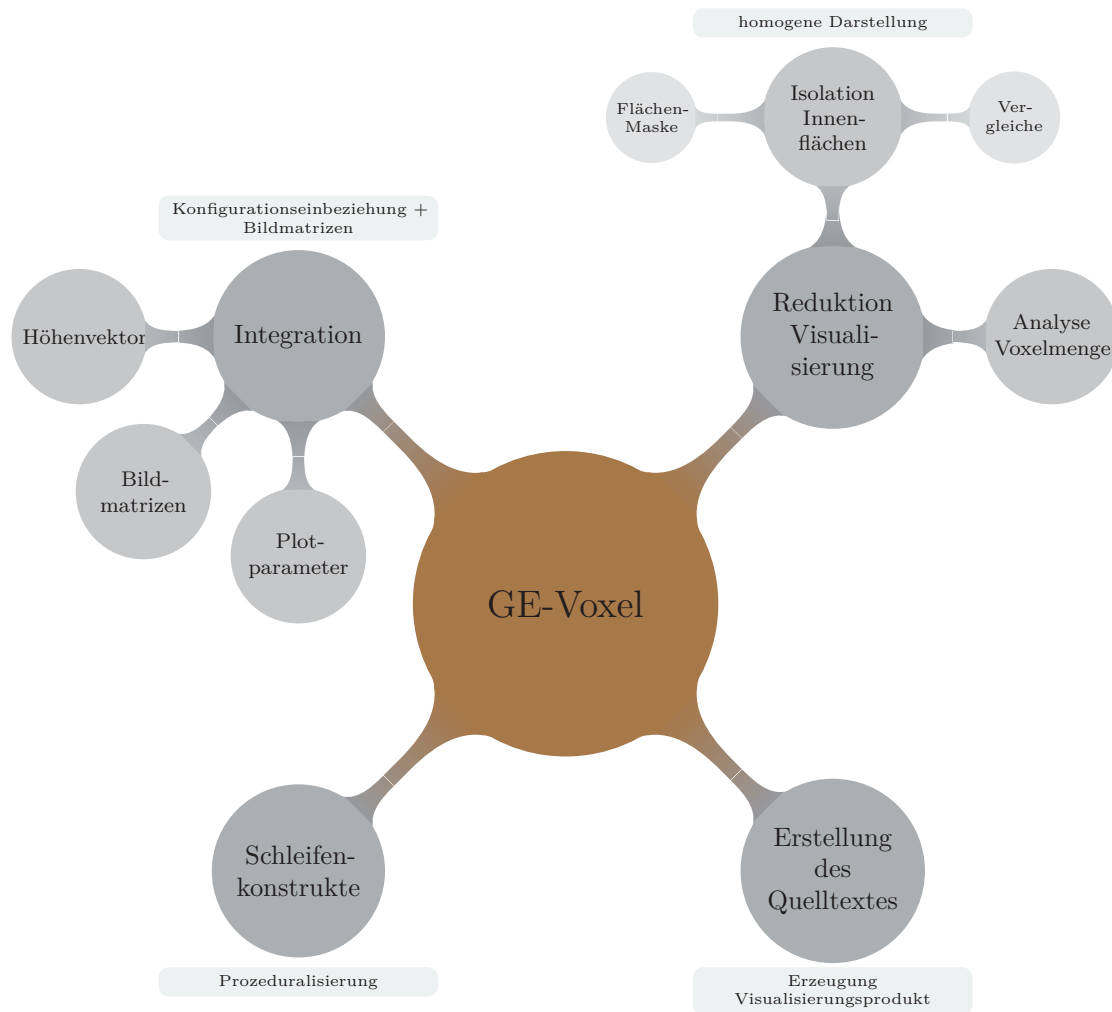 homogene Darstellung
Flächen-
Maske
Isolation
Innen-
flächen
Ver-
gleiche
Konfigurationseinbeziehung +
Bildmatrizen
Höhenvektor
Integration
Reduktion
Visuali-
sierung
Analyse
Voxelmenge
Bild-
matrizen
Plot-
parameter
GE-Voxel
Schleifen-
konstrukte
Erstellung
des
Quelltextes
Prozeduralisierung
Erzeugung
Visualisierungsprodukt